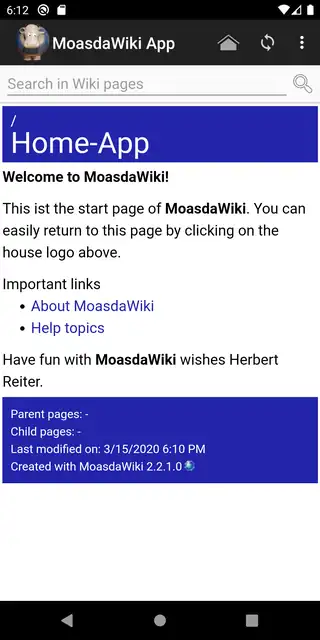 6:12
MoasdaWiki App
Search in Wiki pages
/
Home-App
Welcome to MoasdaWiki!
This ist the start page of MoasdaWiki. You can
easily return to this page by clicking on the
house logo above.
Important links
• About MoasdaWiki
• Help topics
Have fun with MoasdaWiki wishes Herbert
Reiter.
Parent pages: -
Child pages: -
Last modified on: 3/15/2020 6:10 PM
Created with MoasdaWiki 2.2.1.0